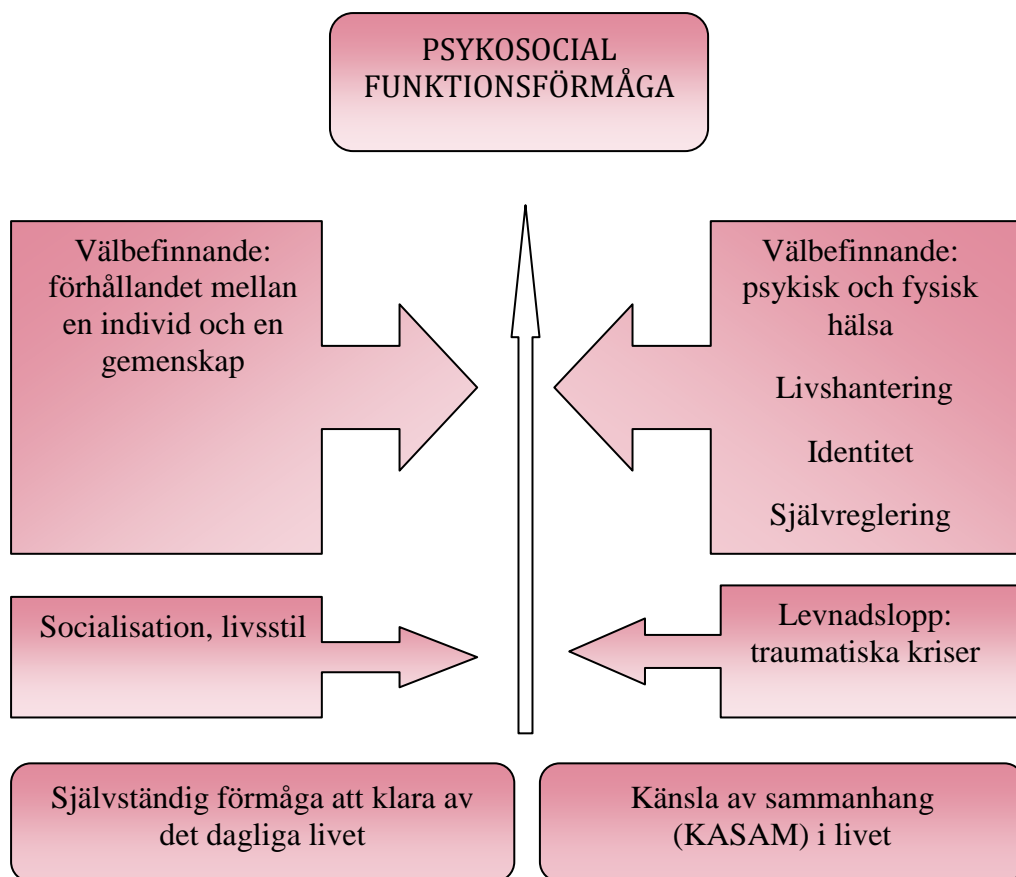 PSYKOSOCIAL
FUNKTIONSFÖRMÅGA
Välbefinnande:
förhållandet mellan
en individ och en
gemenskap
Välbefinnande:
psykisk och fysisk
hälsa
Livshantering
Identitet
Självreglering
Socialisation, livsstil
Levnadslopp:
traumatiska kriser
Självständig förmåga att klara av
det dagliga livet
Känsla av sammanhang
(KASAM) i livet